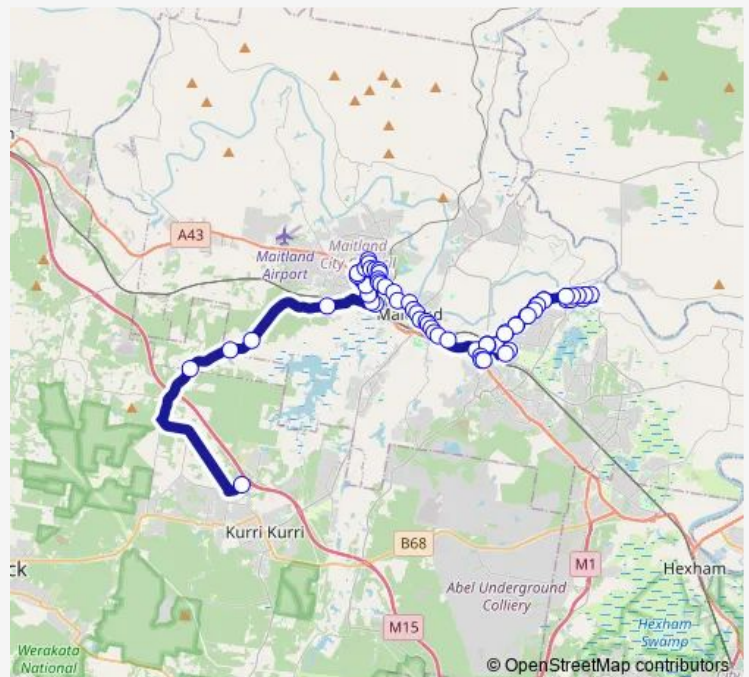 A43
Maitland
Airport
Maitland
City
Kurri Kurri
B68
Abel Underground
Colliery
M1
Hexham
Hexham
Swamp
M15
ck
Werakata
National
© OpenStreetMap contributors